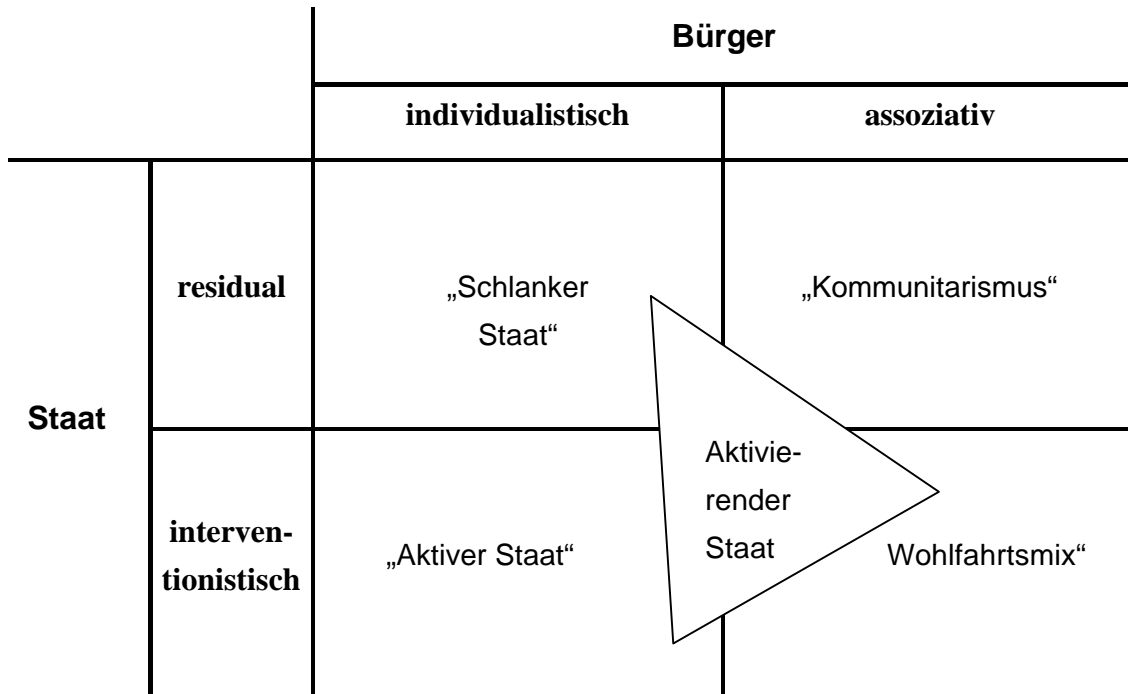 Bürger
individualistisch assoziativ
residual
„Schlanker
Staat“
„Kommunitarismus“
Staat
interven-
tionistisch
„Aktiver Staat“
Aktivie-
render
Staat
Wohlfahrtsmix“